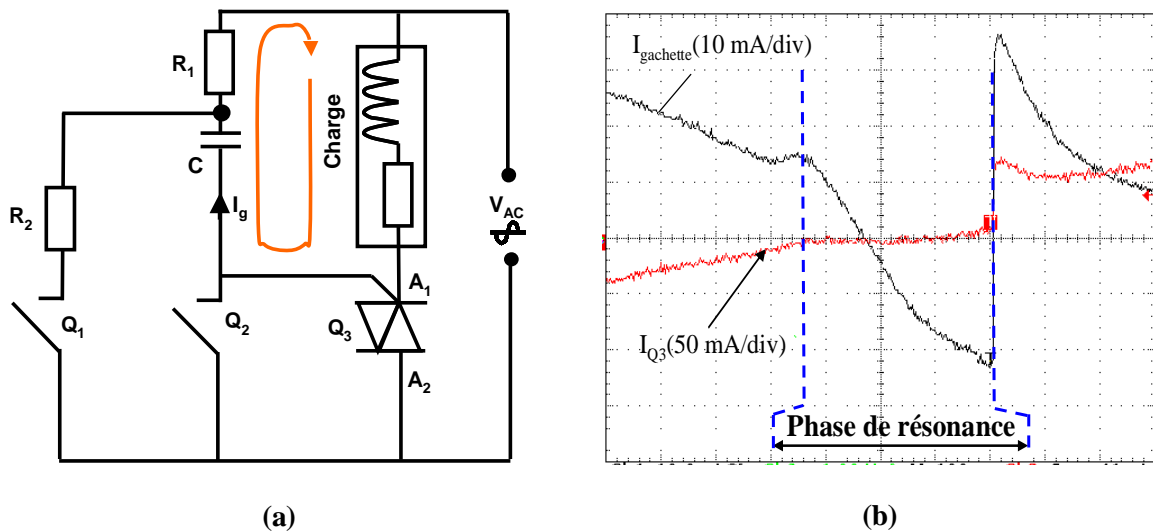 R1
C
R2
Ig
Charge
VAC
Q1
Q2
Q3
A1
A2
(a)
Igachette(10 mA/div)
IQ3(50 mA/div)
Phase de résonance
(b)